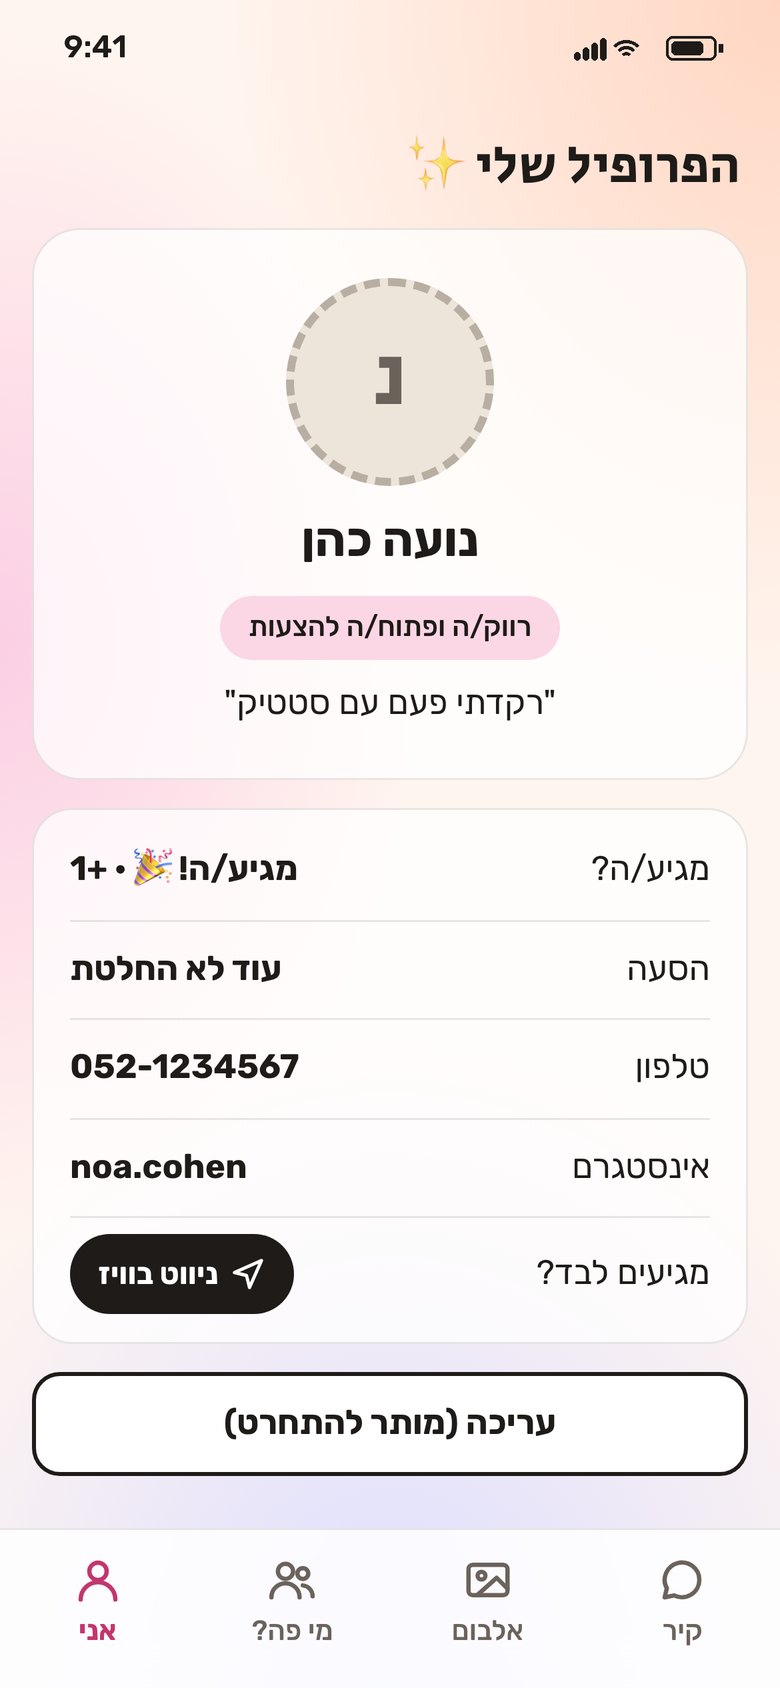 9:41
הפרופיל שלי ✨
נ
נועה כהן
רווק/ה ופתוח/ה להצעות
"רקדתי פעם עם סטטיק"
מגיע/ה? מגיע/ה! 🎉 • +1
הסעה עוד לא החלטת
טלפון 052-1234567
אינסטגרם noa.cohen
מגיעים לבד? ניווט בוויז
עריכה (מותר להתחרט)
קיר אלבום מי פה? אני